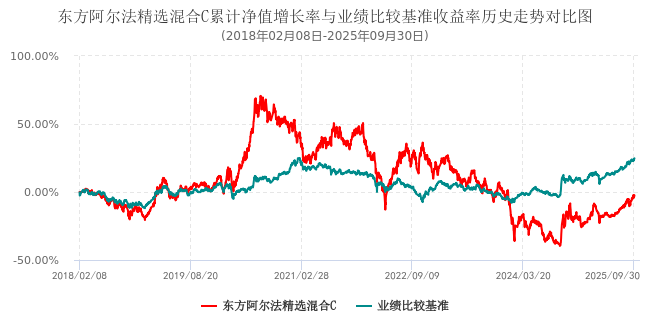 东方阿尔法精选混合C累计净值增长率与业绩比较基准收益率历史走势对比图
(2018年02月08日-2025年09月30日)
100.00%
50.00%
0.00%
-50.00%
2018/02/08 2019/08/20 2021/02/28 2022/09/09 2024/03/20 2025/09/30
东方阿尔法精选混合C 业绩比较基准